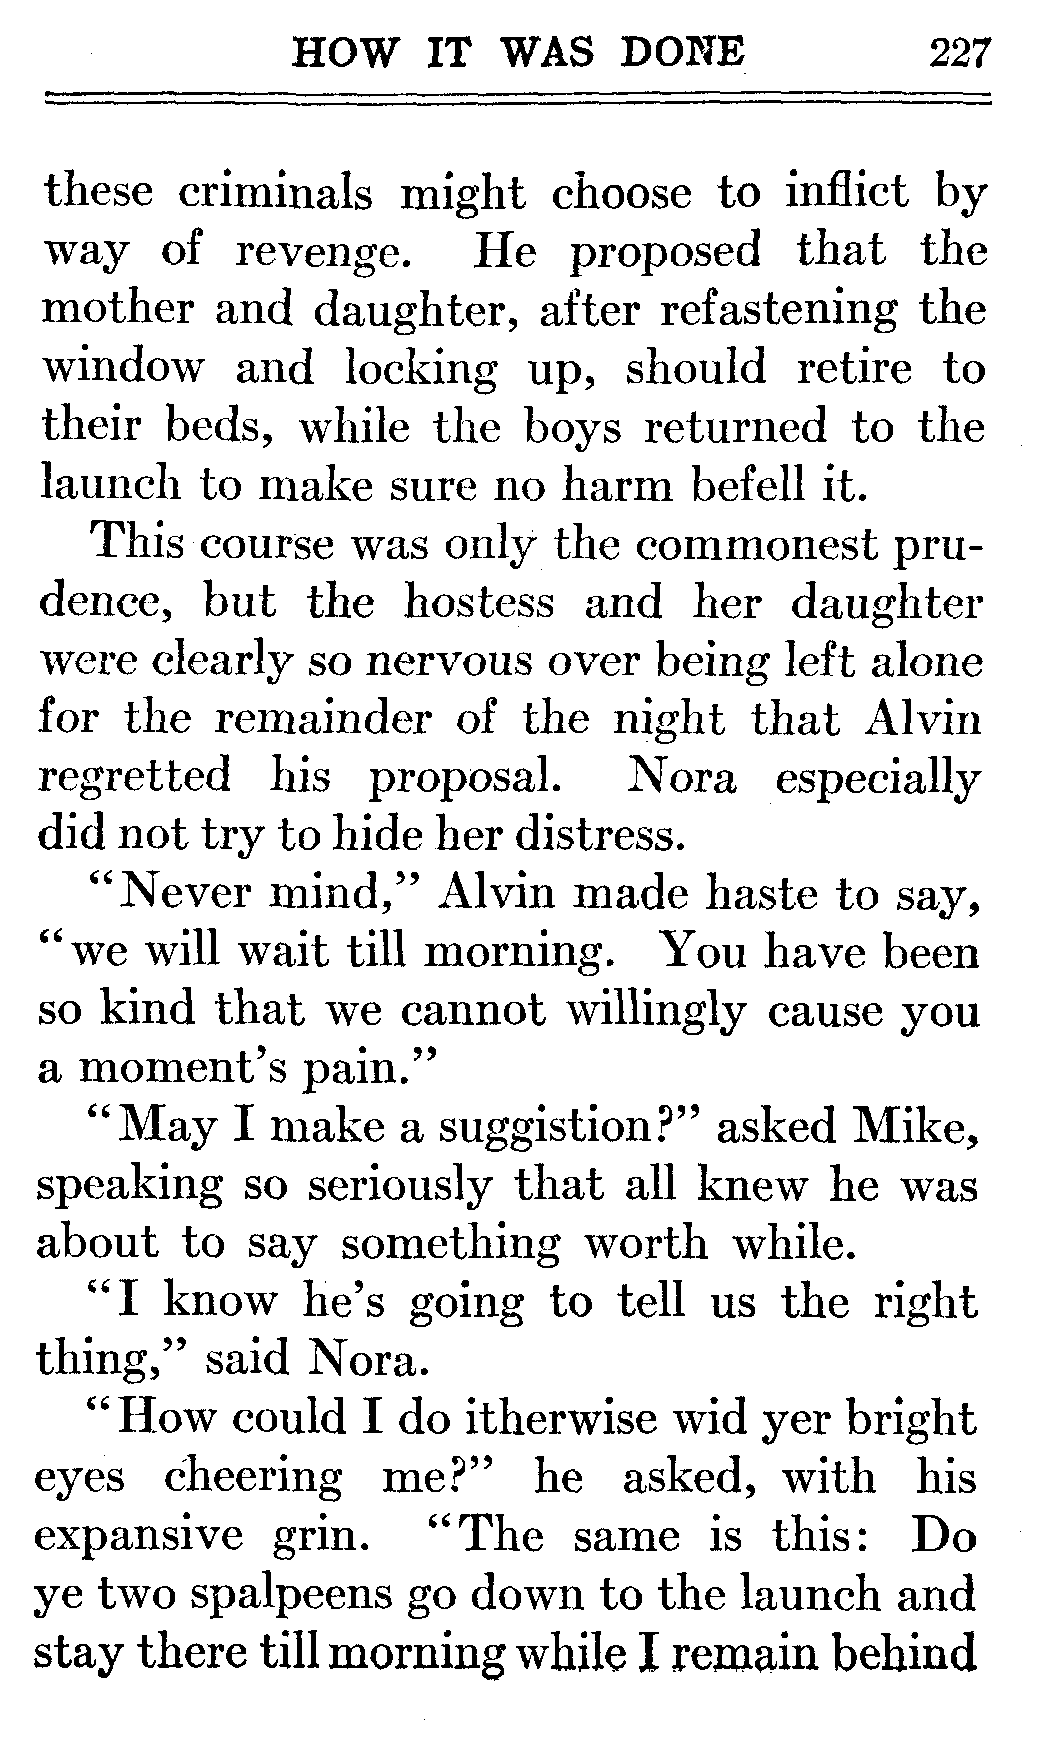 HOW IT WAS DONE 227
these criminals might choose to inflict by
way of revenge. He proposed that the
mother and daughter, after refastening the
window and locking up, should retire to
their beds, while the boys returned to the
launch to make sure no harm befell it.
This course was only the commonest pru-
dence, but the hostess and her daughter
were clearly so nervous over being left alone
for the remainder of the night that Alvin
regretted his proposal. Nora especially
did not try to hide her distress.
“Never mind,” Alvin made haste to say,
“we will wait till morning. You have been
so kind that we cannot willingly cause you
a moment’s pain.”
“May I make a suggistion?” asked Mike,
speaking so seriously that all knew he was
about to say something worth while.
“I know he’s going to tell us the right
thing,” said Nora.
“How could I do itherwise wid yer bright
eyes cheering me?” he asked, with his
expansive grin. “The same is this: Do
ye two spalpeens go down to the launch and
stay there till morning while I remain behind